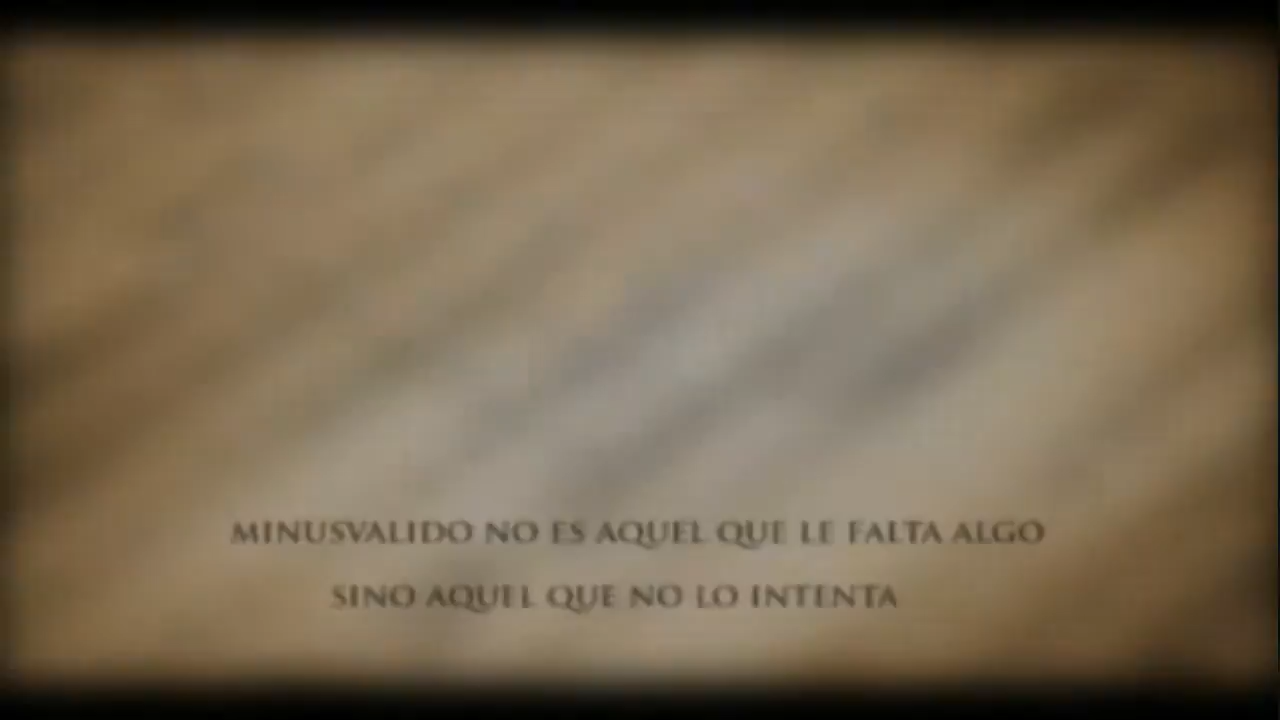 MINUSVALIDO NO ES AQUEL QUE LE FALTA ALGO
SINO AQUEL QUE NO LO INTENTA